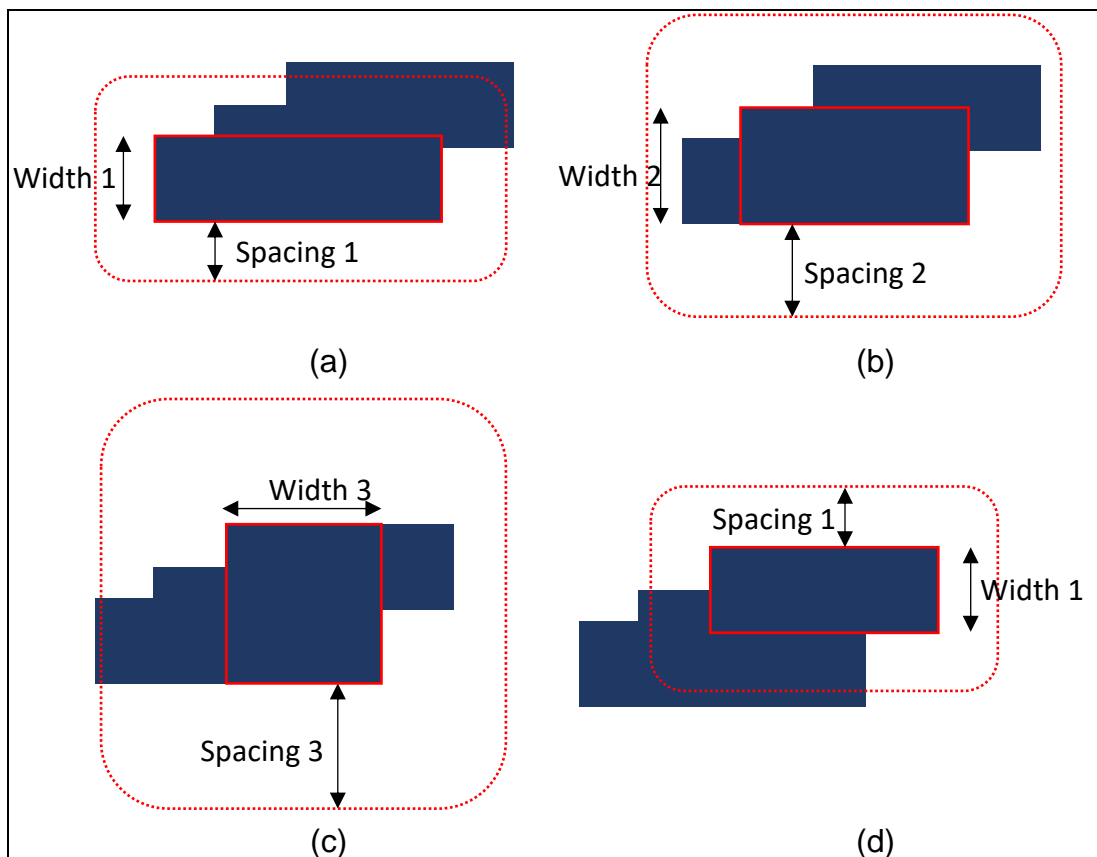 Width 1
Spacing 1
(a)
Width 2
Spacing 2
(b)
Width 3
Spacing 3
(c)
Spacing 1
Width 1
(d)